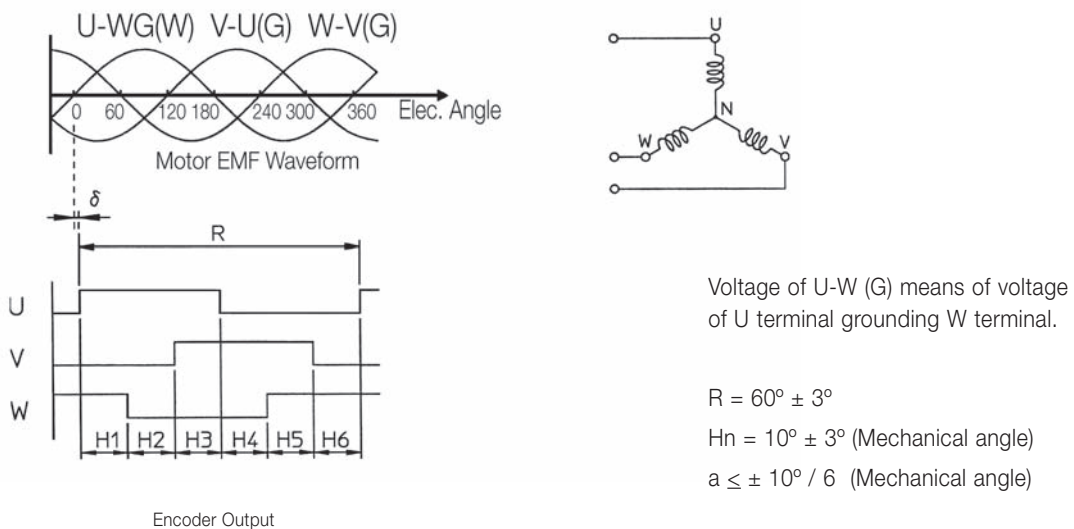 U-WG(W) V-U(G) W-V(G)
0 60 120 180 240 300 360 Elec. Angle
Motor EMF Waveform
δ
R
U
V
W
H1 H2 H3 H4 H5 H6
Encoder Output
U
N
W
V
Voltage of U-W (G) means of voltage
of U terminal grounding W terminal.
R = 60º ± 3º
Hn = 10º ± 3º (Mechanical angle)
a ≤ ± 10º / 6 (Mechanical angle)